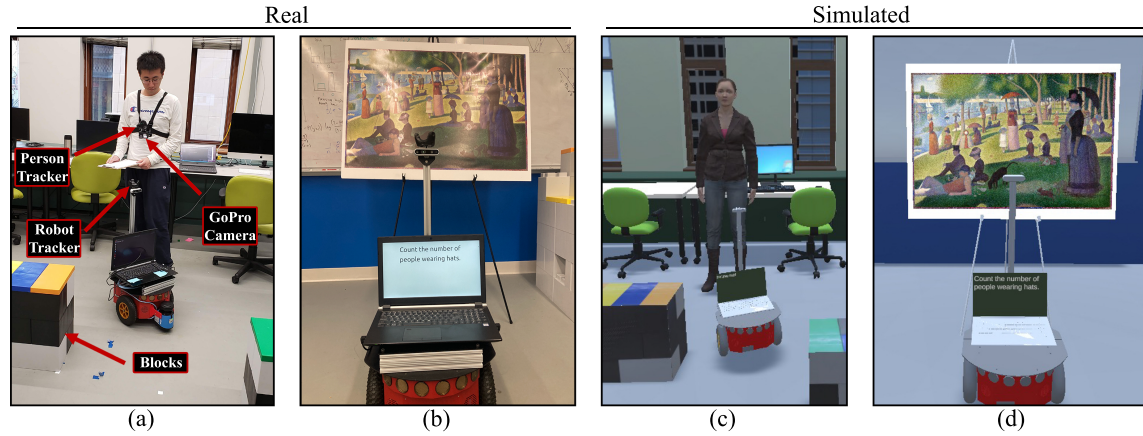 Real
Simulated
Person
Tracker
Robot
Tracker
GoPro
Camera
Blocks
Count the number of
people wearing hats.
Count the number of
people wearing hats.
(a)
(b)
(c)
(d)